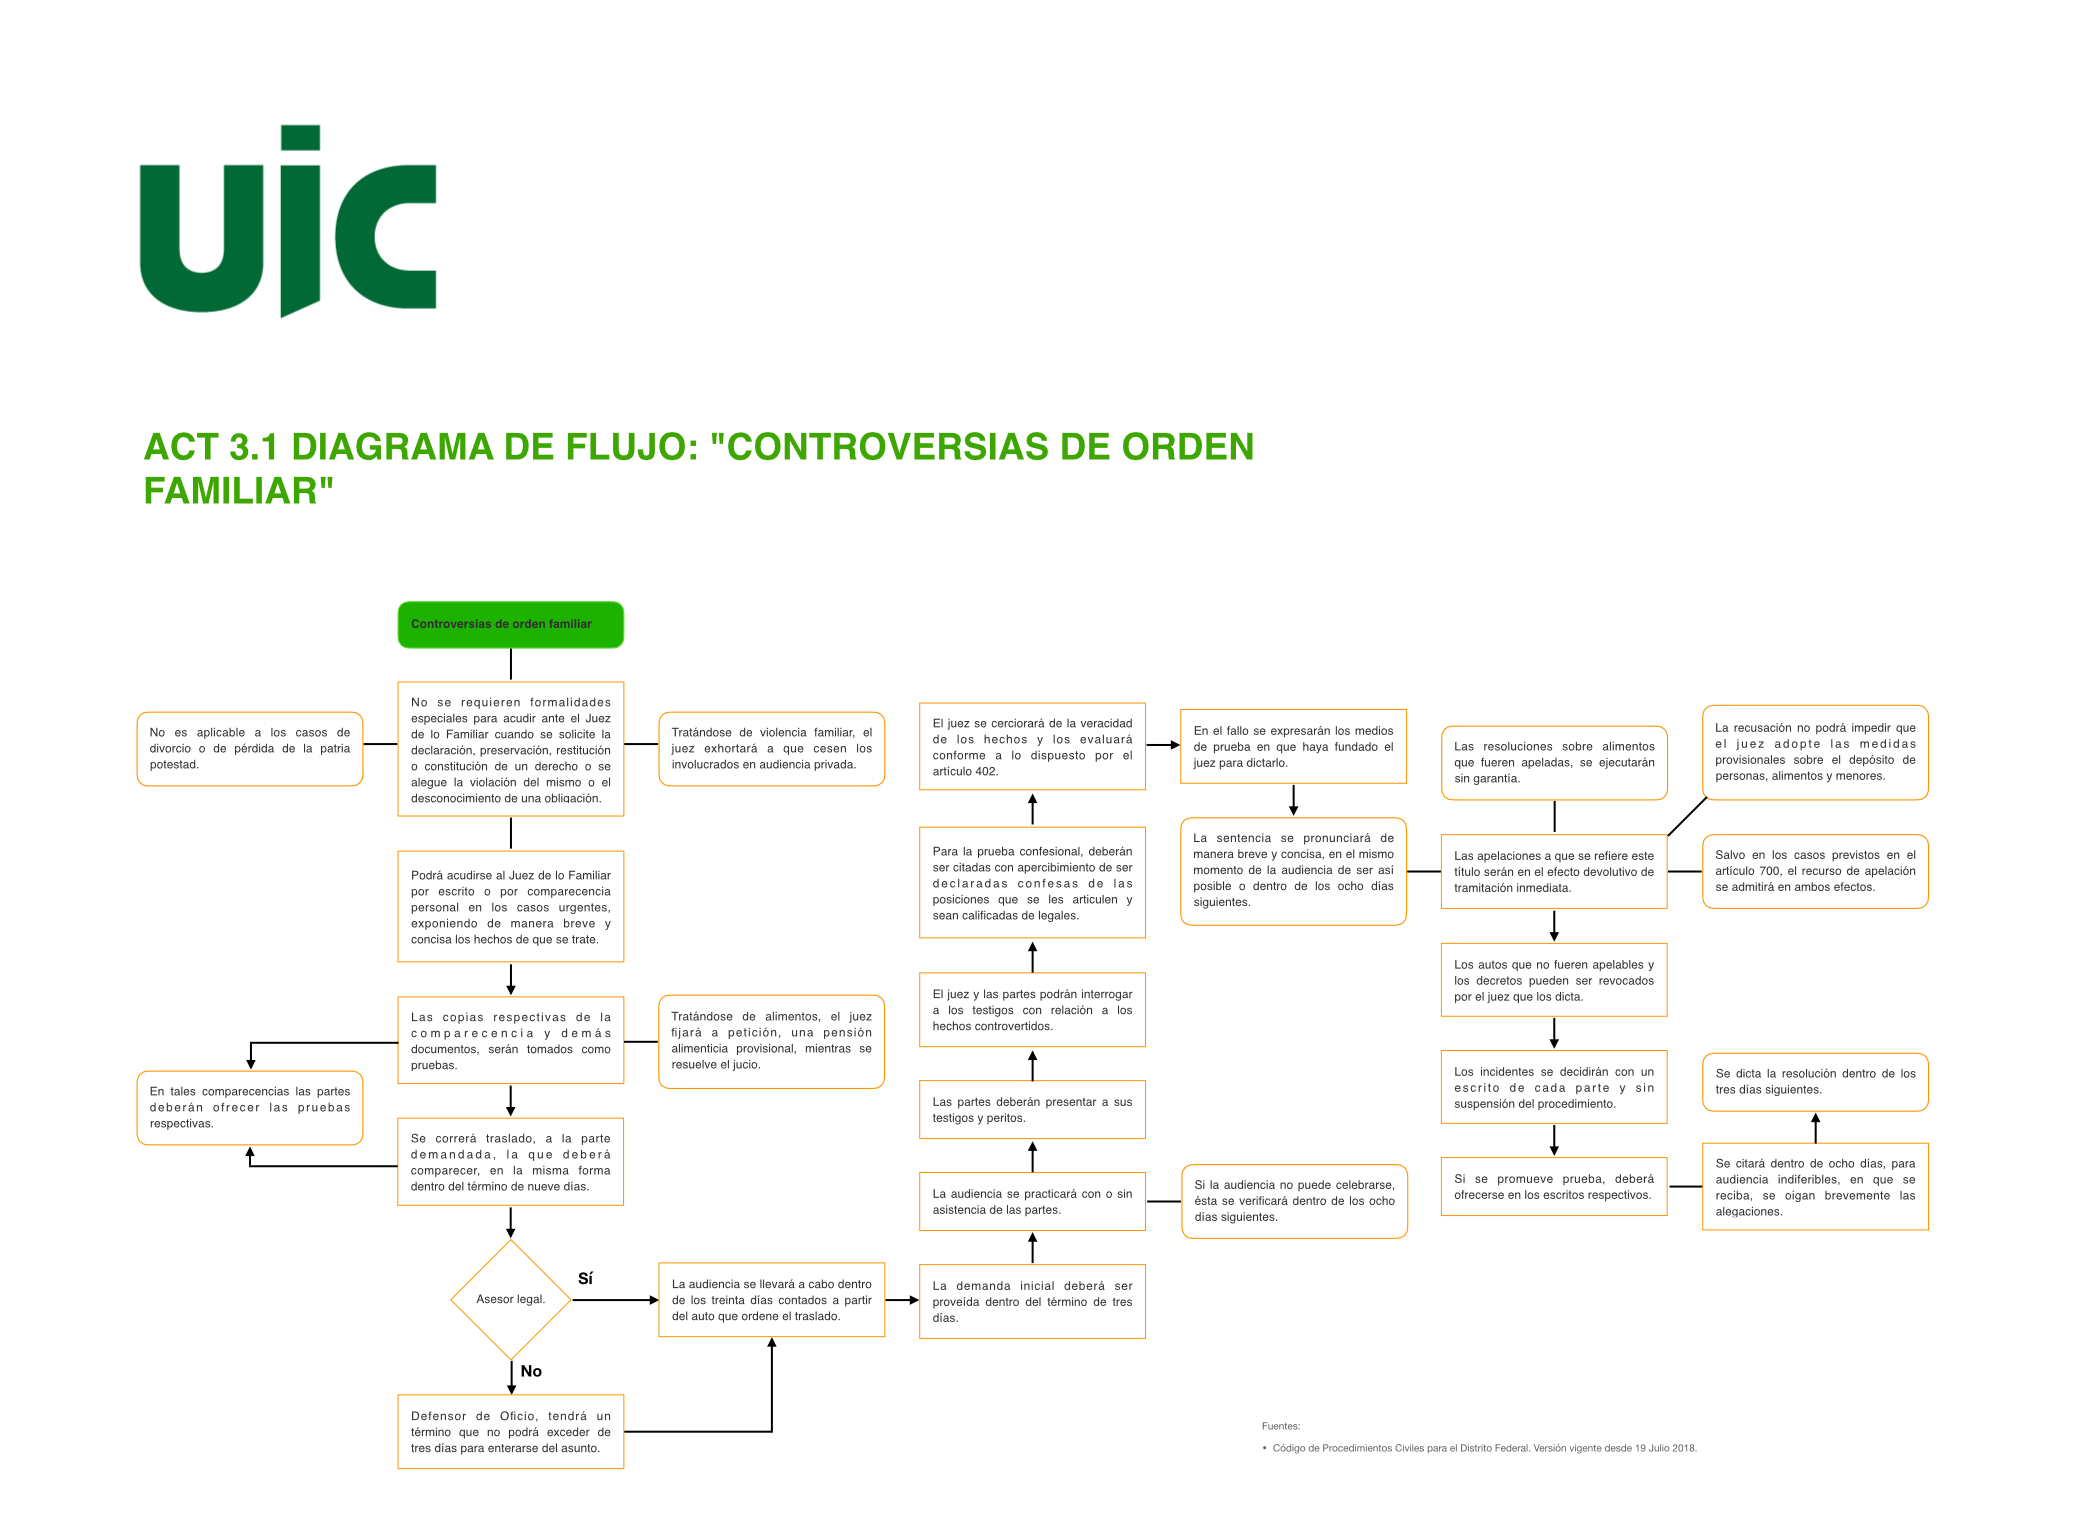 uic
ACT 3.1 DIAGRAMA DE FLUJO: "CONTROVERSIAS DE ORDEN
FAMILIAR"
Controversias de orden familiar
No se requieren formalidades
especiales para acudir ante el Juez
de lo Familiar cuando se solicite la
declaración, preservación, restitución
o constitución de un derecho o se
alegue la violación del mismo o el
desconocimiento de una obligación.
No es aplicable a los casos de
divorcio o de pérdida de la patria
potestad.
Tratándose de violencia familiar, el
juez exhortará a que cesen los
involucrados en audiencia privada.
Podrá acudirse al Juez de lo Familiar
por escrito o por comparecencia
personal en los casos urgentes,
exponiendo de manera breve y
concisa los hechos de que se trate.
Las copias respectivas de la
comparecencia y demás
documentos, serán tomados como
pruebas.
Tratándose de alimentos, el juez
fijará a petición, una pensión
alimenticia provisional, mientras se
resuelve el jucio.
En tales comparecencias las partes
deberán ofrecer las pruebas
respectivas.
Se correrá traslado, a la parte
demandada, la que deberá
comparecer, en la misma forma
dentro del término de nueve días.
Asesor legal.
Sí
No
Defensor de Oficio, tendrá un
término que no podrá exceder de
tres días para enterarse del asunto.
La audiencia se llevará a cabo dentro
de los treinta días contados a partir
del auto que ordene el traslado.
La demanda inicial deberá ser
proveída dentro del término de tres
días.
La audiencia se practicará con o sin
asistencia de las partes.
Si la audiencia no puede celebrarse,
ésta se verificará dentro de los ocho
días siguientes.
Las partes deberán presentar a sus
testigos y peritos.
El juez y las partes podrán interrogar
a los testigos con relación a los
hechos controvertidos.
Para la prueba confesional, deberán
ser citadas con apercibimiento de ser
declaradas confesas de las
posiciones que se les articulen y
sean calificadas de legales.
El juez se cerciorará de la veracidad
de los hechos y los evaluará
conforme a lo dispuesto por el
artículo 402.
En el fallo se expresarán los medios
de prueba en que haya fundado el
juez para dictarlo.
La sentencia se pronunciará de
manera breve y concisa, en el mismo
momento de la audiencia de ser así
posible o dentro de los ocho días
siguientes.
Las resoluciones sobre alimentos
que fueren apeladas, se ejecutarán
sin garantía.
La recusación no podrá impedir que
el juez adopte las medidas
provisionales sobre el depósito de
personas, alimentos y menores.
Las apelaciones a que se refiere este
título serán en el efecto devolutivo de
tramitación inmediata.
Salvo en los casos previstos en el
artículo 700, el recurso de apelación
se admitirá en ambos efectos.
Los autos que no fueren apelables y
los decretos pueden ser revocados
por el juez que los dicta.
Los incidentes se decidirán con un
escrito de cada parte y sin
suspensión del procedimiento.
Si se promueve prueba, deberá
ofrecerse en los escritos respectivos.
Se citará dentro de ocho días, para
audiencia indiferibles, en que se
reciba, se oigan brevemente las
alegaciones.
Se dicta la resolución dentro de los
tres días siguientes.
Fuentes:
• Código de Procedimientos Civiles para el Distrito Federal. Versión vigente desde 19 Julio 2018.